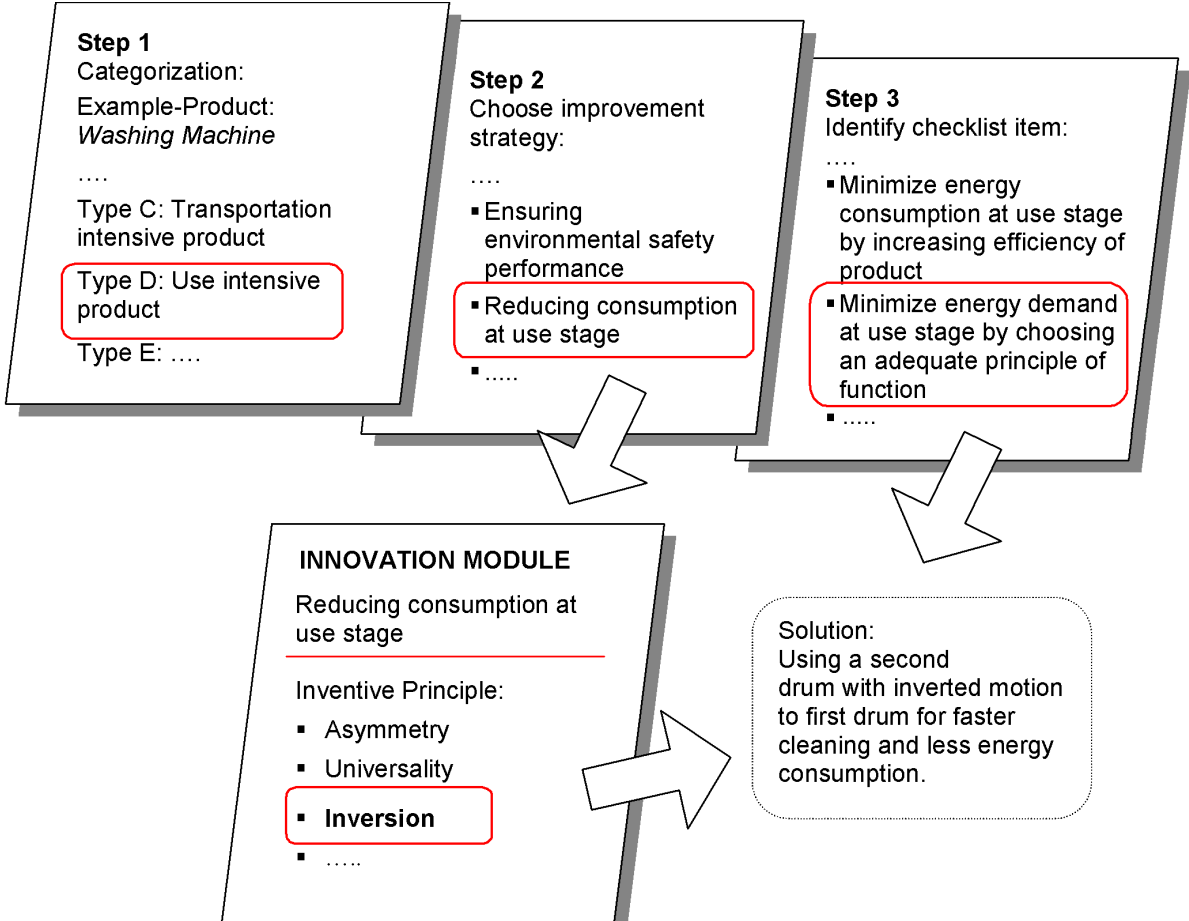 Step 1
Categorization:
Example-Product:
Washing Machine
....
Type C: Transportation
intensive product
Type D: Use intensive
product
Type E: ....
Step 2
Choose improvement
strategy:
....
▪ Ensuring
environmental safety
performance
▪ Reducing consumption
at use stage
▪ .....
Step 3
Identify checklist item:
....
▪ Minimize energy
consumption at use stage
by increasing efficiency of
product
▪ Minimize energy demand
at use stage by choosing
an adequate principle of
function
▪ .....
INNOVATION MODULE
Reducing consumption at
use stage
Inventive Principle:
▪ Asymmetry
▪ Universality
▪ Inversion
▪ .....
Solution:
Using a second
drum with inverted motion
to first drum for faster
cleaning and less energy
consumption.